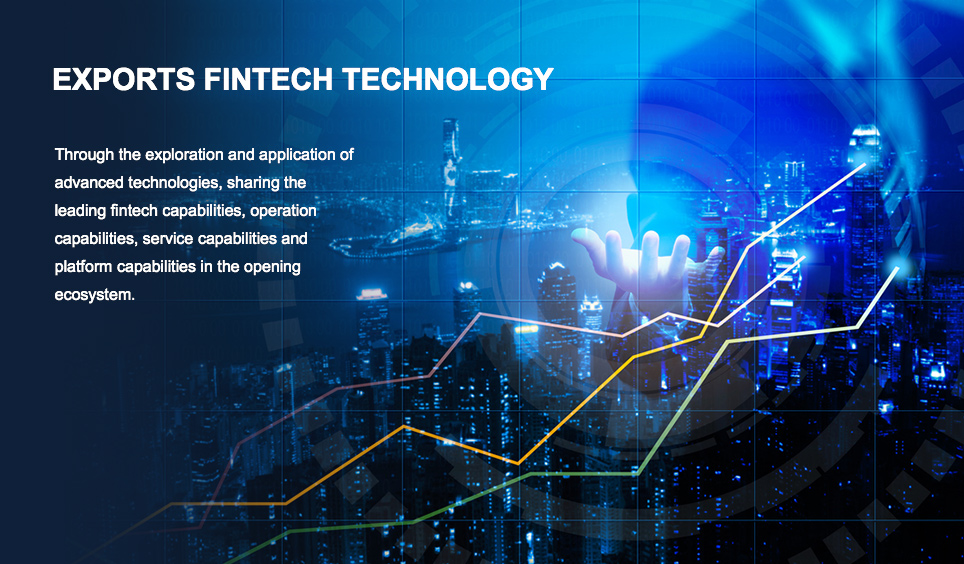 EXPORTS FINTECH TECHNOLOGY
Through the exploration and application of
advanced technologies, sharing the
leading fintech capabilities, operation
capabilities, service capabilities and
platform capabilities in the opening
ecosystem.